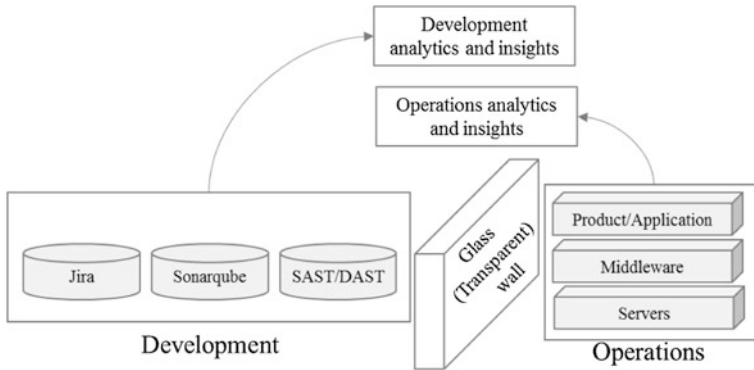 Development
analytics and insights
Operations analytics
and insights
Jira
Sonarqube
SAST/DAST
Development
Glass
(Transparent)
wall
Product/Application
Middleware
Servers
Operations